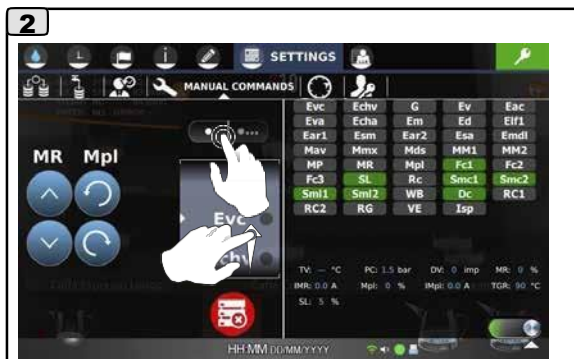 2
SETTINGS
MANUAL COMMANDS
MR Mpl
Evc
Evc Echv G Ev Eac
Eva Echa Em Ed Elf1
Ear1 Esm Ear2 Esa Emdl
Mav Mmx Mds MM1 MM2
MP MR Mpl Fc1 Fc2
Fc3 SL Rc Smc1 Smc2
Sml1 Sml2 WB Dc RC1
RC2 RG VE Isp
TV: — °C PC: 1.5 bar DV: 0 imp MR: 0 %
IMR: 0.0 A Mpl: 0 % IMpl: 0.0 A TGR: 90 °C
SL: 5 %
HH:MM DD/MM/YYYY